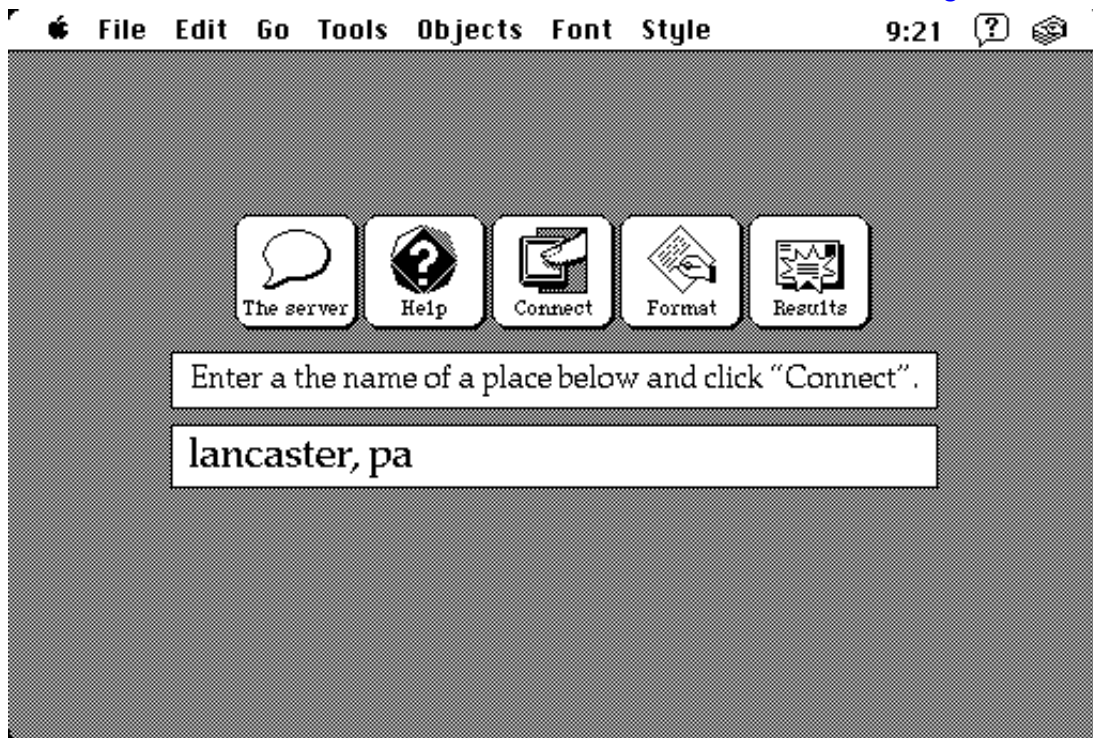 File Edit Go Tools Objects Font Style 9:21
The server Help Connect Format Results
Enter a the name of a place below and click “Connect”.
lancaster, pa